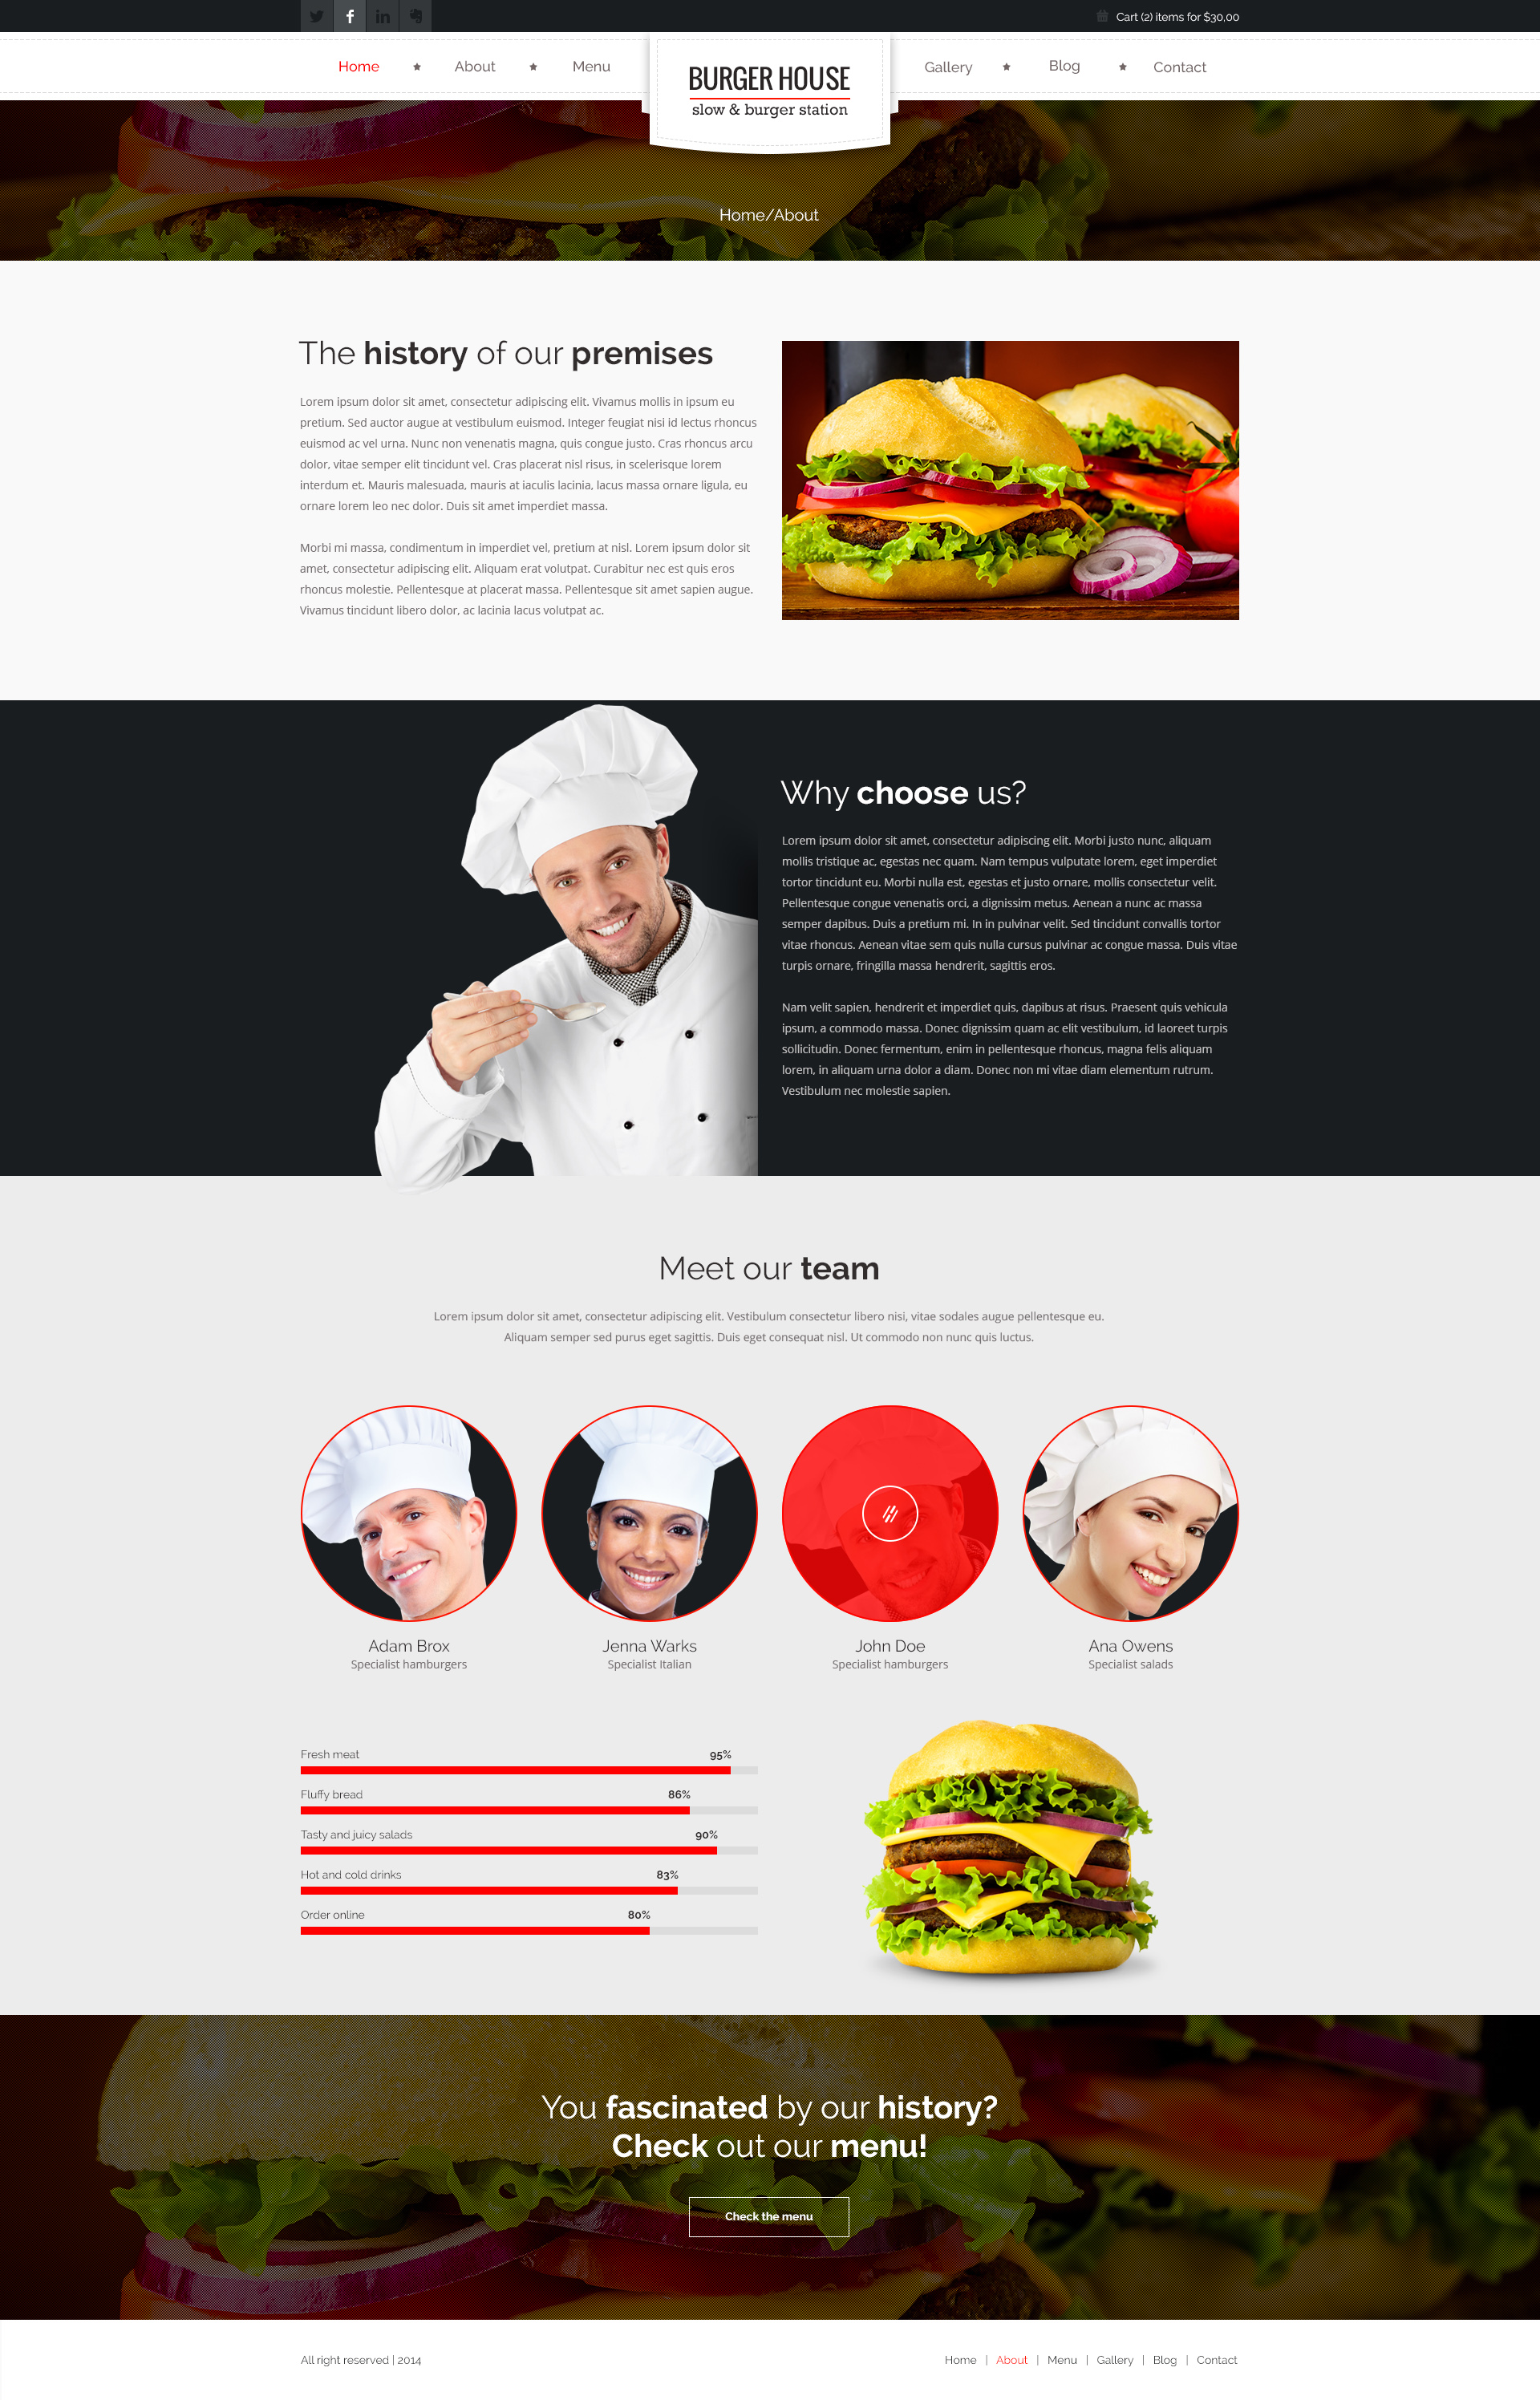 Cart (2) items for $30,00
Home
About
Menu
BURGER HOUSE
slow & burger station
Gallery
Blog
Contact
Home/About
The history of our premises
Lorem ipsum dolor sit amet, consectetur adipiscing elit. Vivamus mollis in ipsum eu
pretium. Sed auctor augue at vestibulum euismod. Integer feugiat nisi id lectus rhoncus
euismod ac vel urna. Nunc non venenatis magna, quis congue justo. Cras rhoncus arcu
dolor, vitae semper elit tincidunt vel. Cras placerat nisl risus, in scelerisque lorem
interdum et. Mauris malesuada, mauris at iaculis lacinia, lacus massa ornare ligula, eu
ornare lorem leo nec dolor. Duis sit amet imperdiet massa.
Morbi mi massa, condimentum in imperdiet vel, pretium at nisl. Lorem ipsum dolor sit
amet, consectetur adipiscing elit. Aliquam erat volutpat. Curabitur nec est quis eros
rhoncus molestie. Pellentesque at placerat massa. Pellentesque sit amet sapien augue.
Vivamus tincidunt libero dolor, ac lacinia lacus volutpat ac.
Why choose us?
Lorem ipsum dolor sit amet, consectetur adipiscing elit. Morbi justo nunc, aliquam
mollis tristique ac, egestas nec quam. Nam tempus vulputate lorem, eget imperdiet
tortor tincidunt eu. Morbi nulla est, egestas et justo ornare, mollis consectetur velit.
Pellentesque congue venenatis orci, a dignissim metus. Aenean a nunc ac massa
semper dapibus. Duis a pretium mi. In in pulvinar velit. Sed tincidunt convallis tortor
vitae rhoncus. Aenean vitae sem quis nulla cursus pulvinar ac congue massa. Duis vitae
turpis ornare, fringilla massa hendrerit, sagittis eros.
Nam velit sapien, hendrerit et imperdiet quis, dapibus at risus. Praesent quis vehicula
ipsum, a commodo massa. Donec dignissim quam ac elit vestibulum, id laoreet turpis
sollicitudin. Donec fermentum, enim in pellentesque rhoncus, magna felis aliquam
lorem, in aliquam urna dolor a diam. Donec non mi vitae diam elementum rutrum.
Vestibulum nec molestie sapien.
Meet our team
Lorem ipsum dolor sit amet, consectetur adipiscing elit. Vestibulum consectetur libero nisi, vitae sodales augue pellentesque eu.
Aliquam semper sed purus eget sagittis. Duis eget consequat nisl. Ut commodo non nunc quis luctus.
Adam Brox
Specialist hamburgers
Jenna Warks
Specialist Italian
John Doe
Specialist hamburgers
Ana Owens
Specialist salads
Fresh meat 95%
Fluffy bread 86%
Tasty and juicy salads 90%
Hot and cold drinks 83%
Order online 80%
You fascinated by our history?
Check out our menu!
Check the menu
All right reserved | 2014
Home | About | Menu | Gallery | Blog | Contact